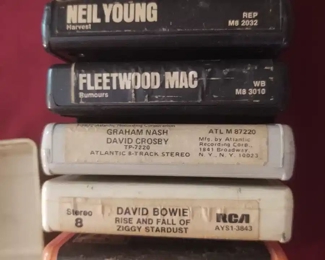 NEIL YOUNG
Harvest
REP
M8 2032
FLEETWOOD MAC
Rumours
WB
M8 3010
GRAHAM NASH
DAVID CROSBY
TP-7220
ATLANTIC 8-TRACK STEREO
ATL M 87220
Mfg. by Atlantic
Recording Corp.,
1841 Broadway,
N.Y., N.Y. 10023
Stereo
8
DAVID BOWIE
RISE AND FALL OF
ZIGGY STARDUST
RCA
AYS1-3843